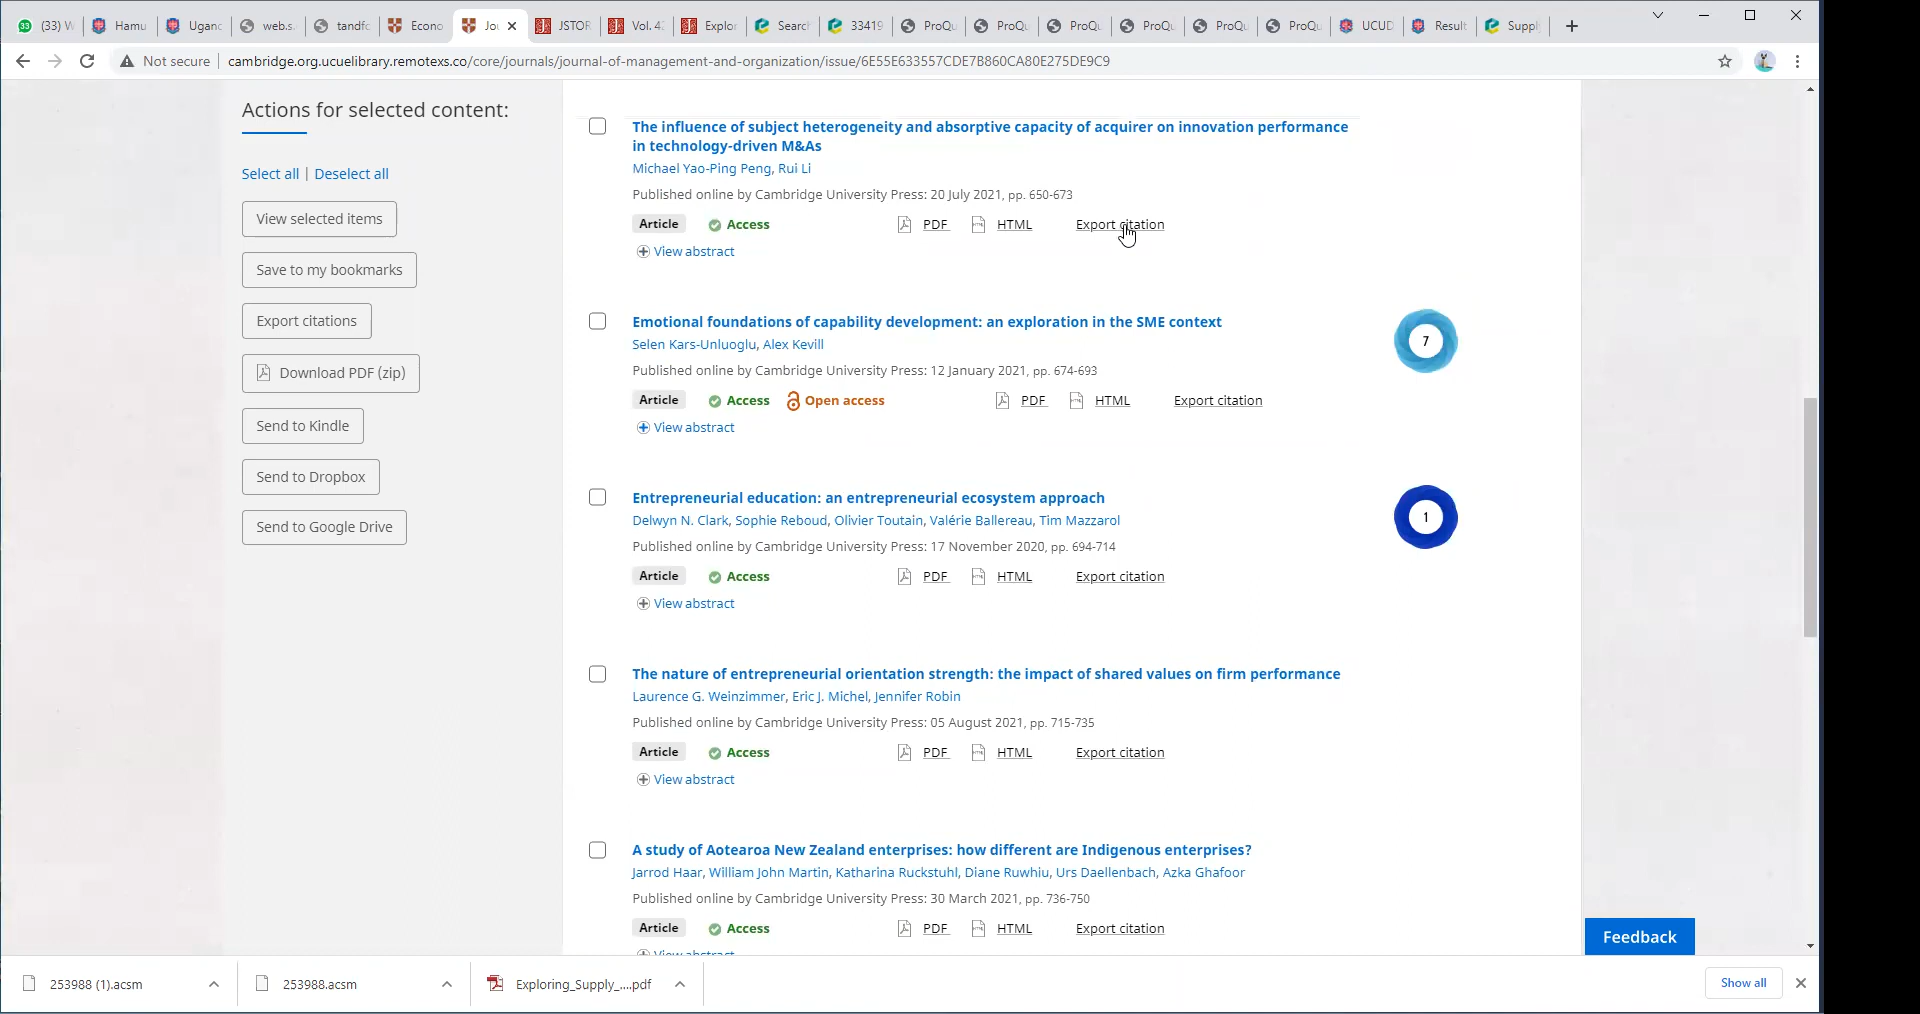 33 (33) W
Hamu
Uganc
web.s
tandfc
Econo
Jou
JSTOR
Vol. 4
Explor
Search
33419
ProQu
ProQu
ProQu
ProQu
ProQu
ProQu
UCUD
Result
Supply
Not secure
cambridge.org.ucuelibrary.remotexs.co/core/journals/journal-of-management-and-organization/issue/6E55E633557CDE7B860CA80E275DE9C9
Actions for selected content:
Select all | Deselect all
View selected items
Save to my bookmarks
Export citations
Download PDF (zip)
Send to Kindle
Send to Dropbox
Send to Google Drive
The influence of subject heterogeneity and absorptive capacity of acquirer on innovation performance
in technology-driven M&As
Michael Yao-Ping Peng, Rui Li
Published online by Cambridge University Press: 20 July 2021, pp. 650-673
Article Access PDF HTML Export citation
View abstract
Emotional foundations of capability development: an exploration in the SME context
7
Selen Kars-Unluoglu, Alex Kevill
Published online by Cambridge University Press: 12 January 2021, pp. 674-693
Article Access Open access PDF HTML Export citation
View abstract
Entrepreneurial education: an entrepreneurial ecosystem approach
1
Delwyn N. Clark, Sophie Reboud, Olivier Toutain, Valérie Ballereau, Tim Mazzarol
Published online by Cambridge University Press: 17 November 2020, pp. 694-714
Article Access PDF HTML Export citation
View abstract
The nature of entrepreneurial orientation strength: the impact of shared values on firm performance
Laurence G. Weinzimmer, Eric J. Michel, Jennifer Robin
Published online by Cambridge University Press: 05 August 2021, pp. 715-735
Article Access PDF HTML Export citation
View abstract
A study of Aotearoa New Zealand enterprises: how different are Indigenous enterprises?
Jarrod Haar, William John Martin, Katharina Ruckstuhl, Diane Ruwhiu, Urs Daellenbach, Azka Ghafoor
Published online by Cambridge University Press: 30 March 2021, pp. 736-750
Article Access PDF HTML Export citation
View abstract
Feedback
253988 (1).acsm
253988.acsm
Exploring_Supply_....pdf
Show all